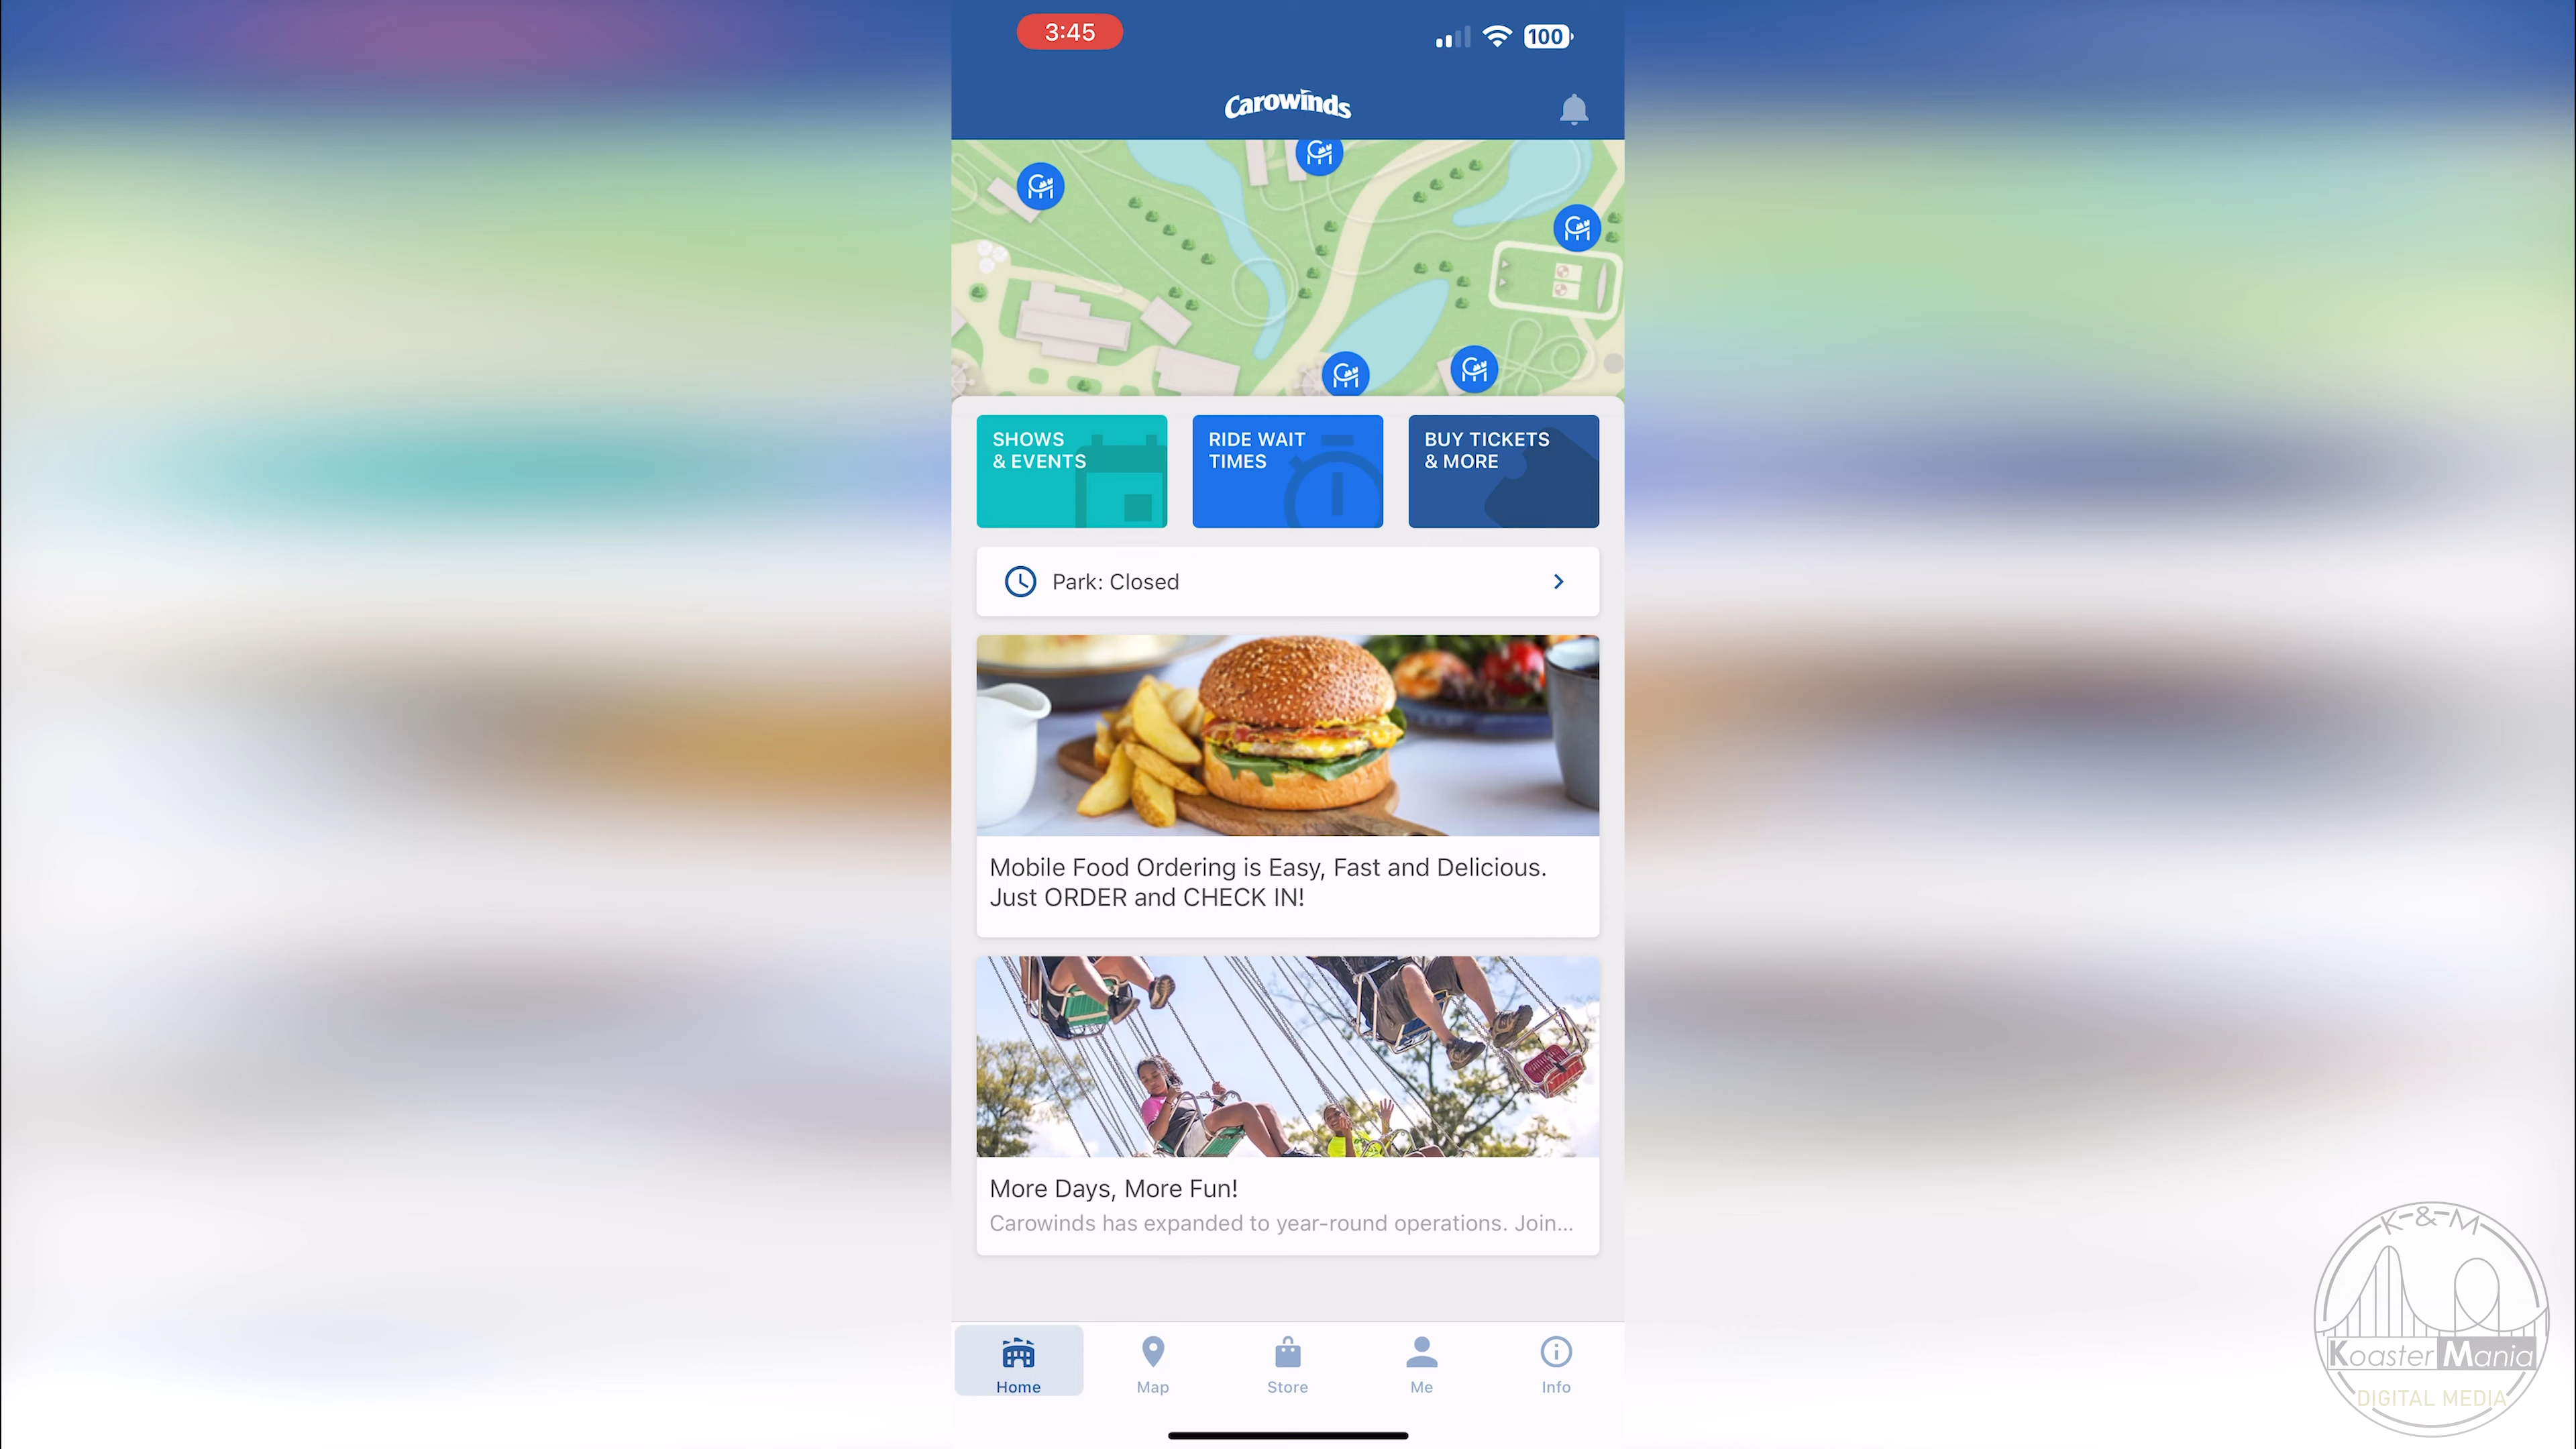 3:45
100
Carowinds
SHOWS
& EVENTS
RIDE WAIT
TIMES
BUY TICKETS
& MORE
Park: Closed
Mobile Food Ordering is Easy, Fast and Delicious.
Just ORDER and CHECK IN!
More Days, More Fun!
Carowinds has expanded to year-round operations. Join...
Home
Map
Store
Me
Info
K-&-M
Koaster Mania
DIGITAL MEDIA